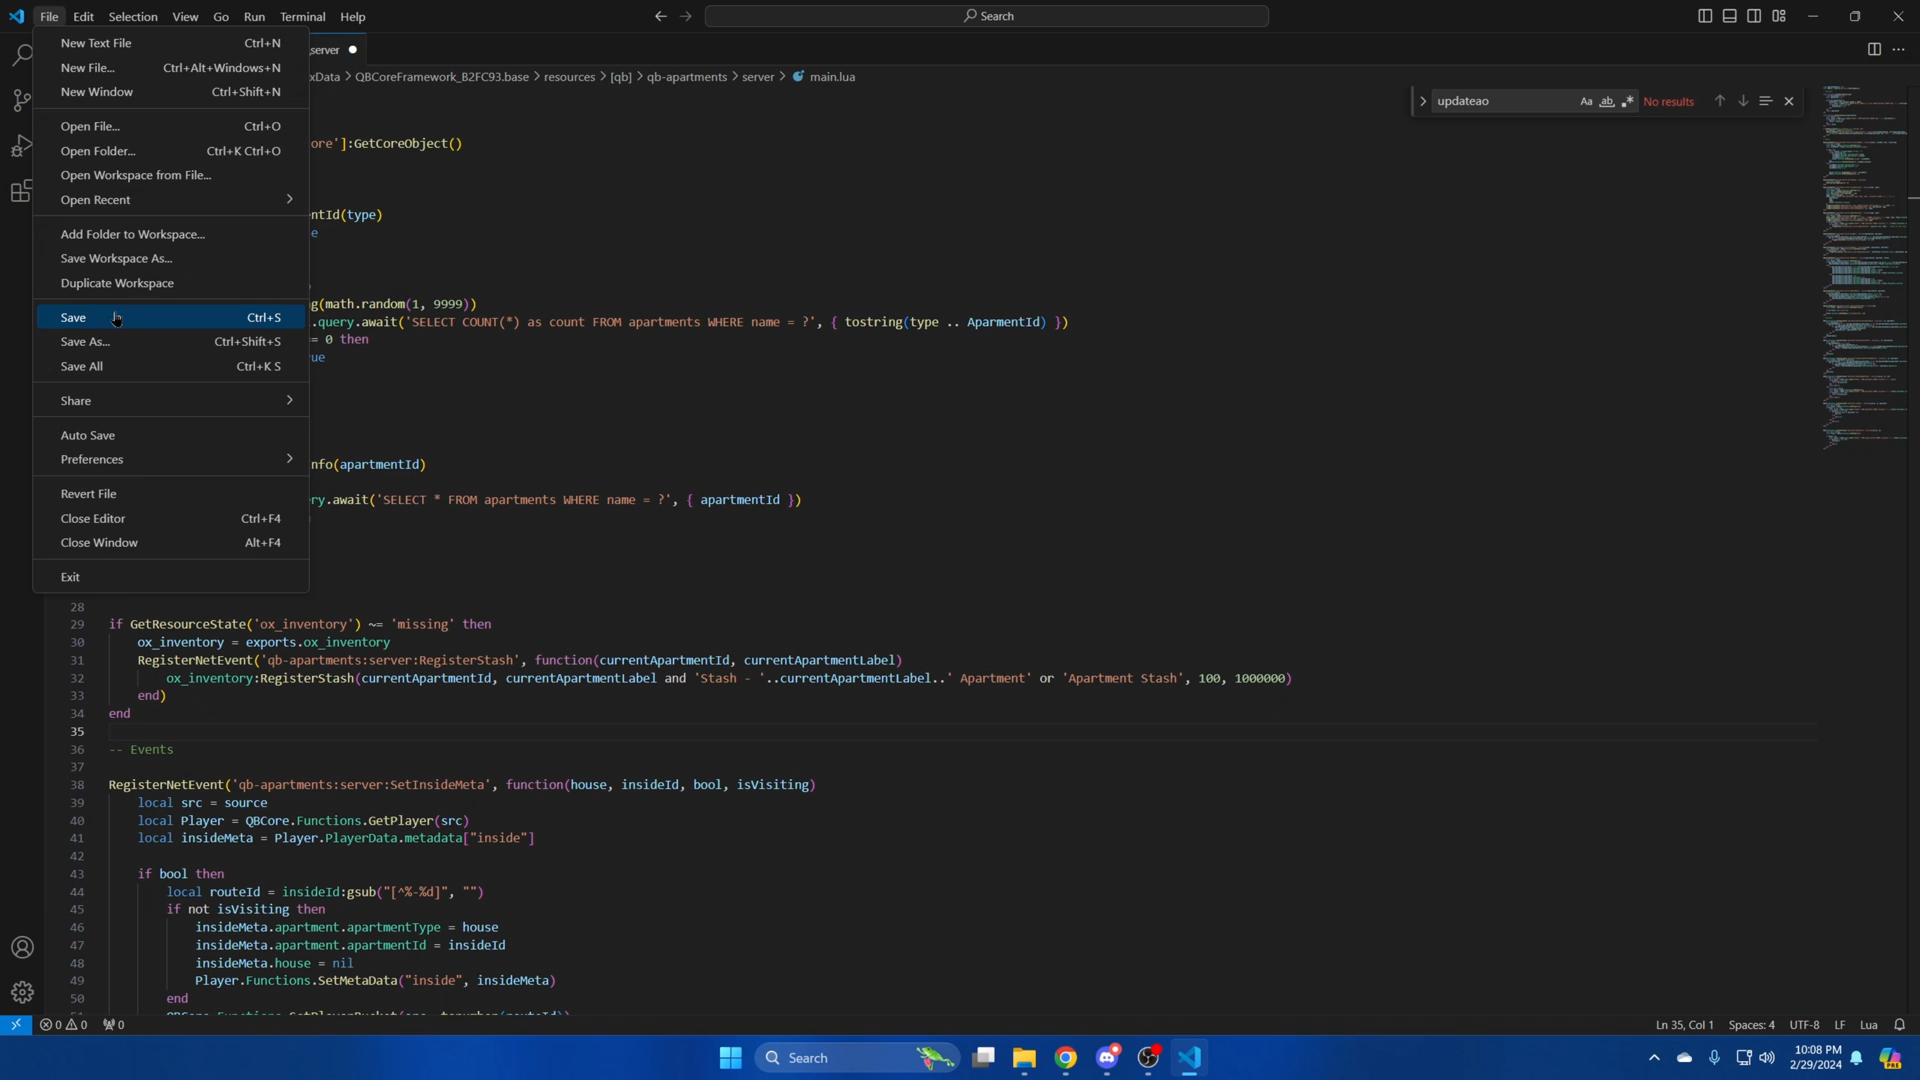 File Edit Selection View Go Run Terminal Help
Search
New Text File Ctrl+N
New File... Ctrl+Alt+Windows+N
New Window Ctrl+Shift+N
Open File... Ctrl+O
Open Folder... Ctrl+K Ctrl+O
Open Workspace from File...
Open Recent
Add Folder to Workspace...
Save Workspace As...
Duplicate Workspace
Save Ctrl+S
Save As... Ctrl+Shift+S
Save All Ctrl+K S
Share
Auto Save
Preferences
Revert File
Close Editor Ctrl+F4
Close Window Alt+F4
Exit
server
xData > QBCoreFramework_B2FC93.base > resources > [qb] > qb-apartments > server > main.lua
updateao Aa ab .* No results
ore']:GetCoreObject()
ntId(type)
e
g(math.random(1, 9999))
.query.await('SELECT COUNT(*) as count FROM apartments WHERE name = ?', { tostring(type .. AparmentId) })
== 0 then
ue
nfo(apartmentId)
ry.await('SELECT * FROM apartments WHERE name = ?', { apartmentId })
28
29 if GetResourceState('ox_inventory') ~= 'missing' then
30 ox_inventory = exports.ox_inventory
31 RegisterNetEvent('qb-apartments:server:RegisterStash', function(currentApartmentId, currentApartmentLabel)
32 ox_inventory:RegisterStash(currentApartmentId, currentApartmentLabel and 'Stash - '..currentApartmentLabel..' Apartment' or 'Apartment Stash', 100, 1000000)
33 end)
34 end
35
36 -- Events
37
38 RegisterNetEvent('qb-apartments:server:SetInsideMeta', function(house, insideId, bool, isVisiting)
39 local src = source
40 local Player = QBCore.Functions.GetPlayer(src)
41 local insideMeta = Player.PlayerData.metadata["inside"]
42
43 if bool then
44 local routeId = insideId:gsub("[^%-%d]", "")
45 if not isVisiting then
46 insideMeta.apartment.apartmentType = house
47 insideMeta.apartment.apartmentId = insideId
48 insideMeta.house = nil
49 Player.Functions.SetMetaData("inside", insideMeta)
50 end
0 0 0 Ln 35, Col 1 Spaces: 4 UTF-8 LF Lua
Search
10:08 PM
2/29/2024
PRE